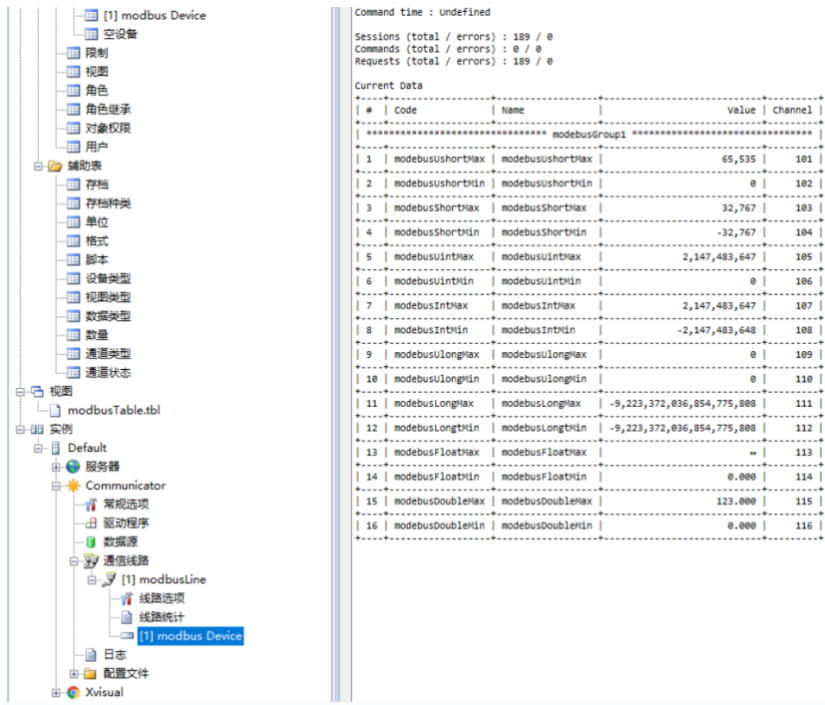 [1] modbus Device
空设备
限制
视图
角色
角色继承
对象权限
用户
辅助表
存档
存档种类
单位
格式
脚本
设备类型
视图类型
数据类型
数量
通道类型
通道状态
视图
modbusTable.tbl
实例
Default
服务器
Communicator
常规选项
驱动程序
数据源
通信线路
[1] modbusLine
线路选项
线路统计
[1] modbus Device
日志
配置文件
Xvisual
Command time : Undefined
Sessions (total / errors) : 189 / 0
Commands (total / errors) : 0 / 0
Requests (total / errors) : 189 / 0
Current Data
| # | Code | Name | Value | Channel |
| ******************************** modebusGroup1 ******************************** |
| 1 | modebusUshortMax | modebusUshortMax | 65,535 | 101 |
| 2 | modebusUshortMin | modebusUshortMin | 0 | 102 |
| 3 | modebusShortMax | modebusShortMax | 32,767 | 103 |
| 4 | modebusShortMin | modebusShortMin | -32,767 | 104 |
| 5 | modebusUintMax | modebusUintMax | 2,147,483,647 | 105 |
| 6 | modebusUintMin | modebusUintMin | 0 | 106 |
| 7 | modebusIntMax | modebusIntMax | 2,147,483,647 | 107 |
| 8 | modebusIntMin | modebusIntMin | -2,147,483,648 | 108 |
| 9 | modebusUlongMax | modebusUlongMax | 0 | 109 |
| 10 | modebusUlongMin | modebusUlongMin | 0 | 110 |
| 11 | modebusLongMax | modebusLongMax | -9,223,372,036,854,775,808 | 111 |
| 12 | modebusLongtMin | modebusLongtMin | -9,223,372,036,854,775,808 | 112 |
| 13 | modebusFloatMax | modebusFloatMax | ∞ | 113 |
| 14 | modebusFloatMin | modebusFloatMin | 0.000 | 114 |
| 15 | modebusDoubleMax | modebusDoubleMax | 123.000 | 115 |
| 16 | modebusDoubleMin | modebusDoubleMin | 0.000 | 116 |